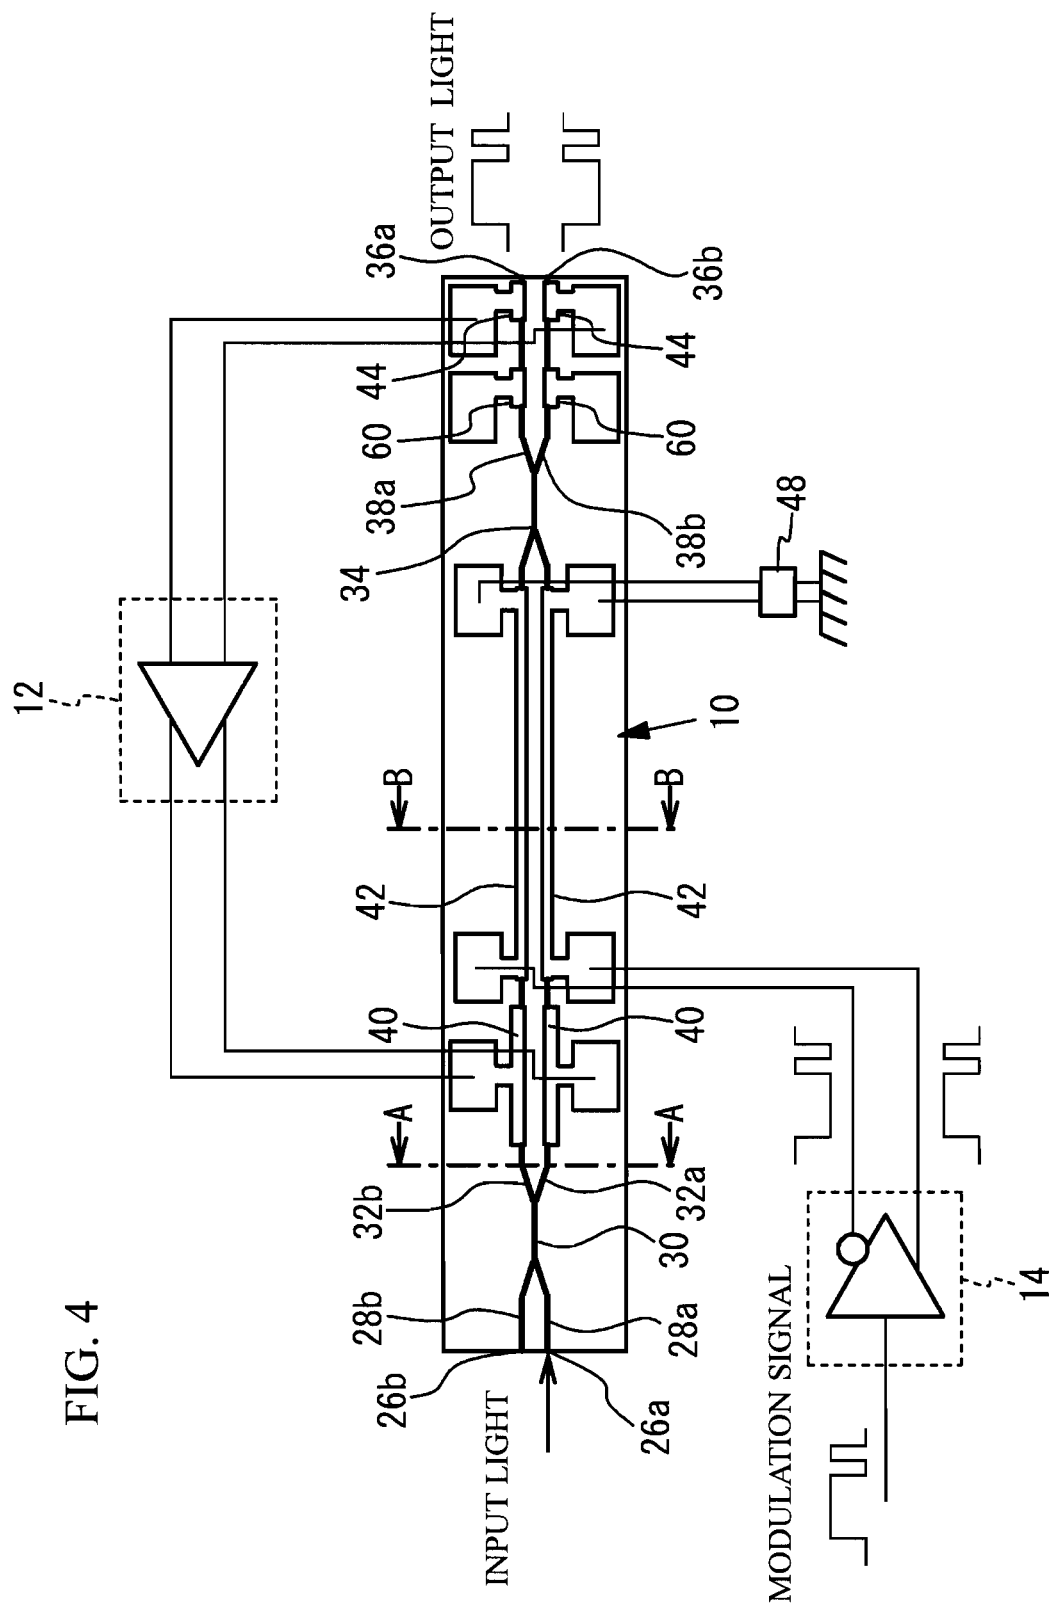 FIG. 4
12
OUTPUT LIGHT
36a
36b
44
44
60
60
38a
38b
34
48
10
B
B
42
42
40
40
A
A
32b
32a
30
28b
28a
26b
26a
INPUT LIGHT
MODULATION SIGNAL
14